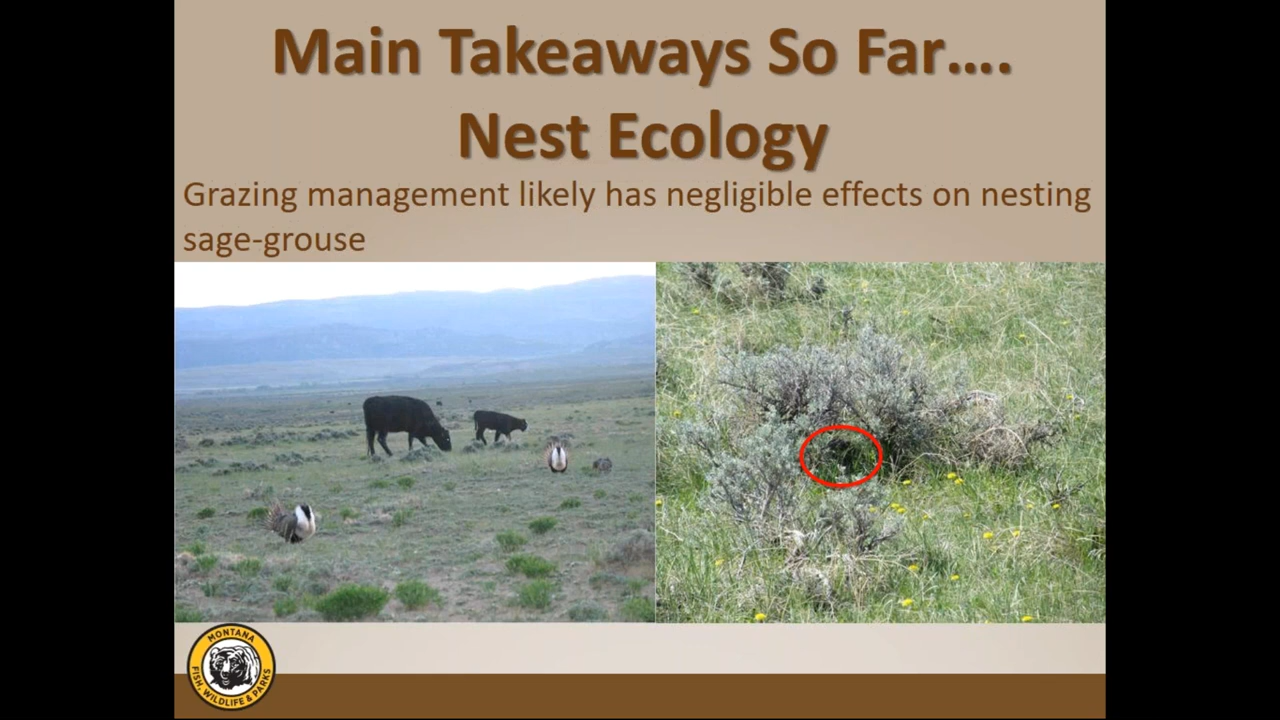 Main Takeaways So Far....
Nest Ecology
Grazing management likely has negligible effects on nesting
sage-grouse
MONTANA
FISH, WILDLIFE & PARKS